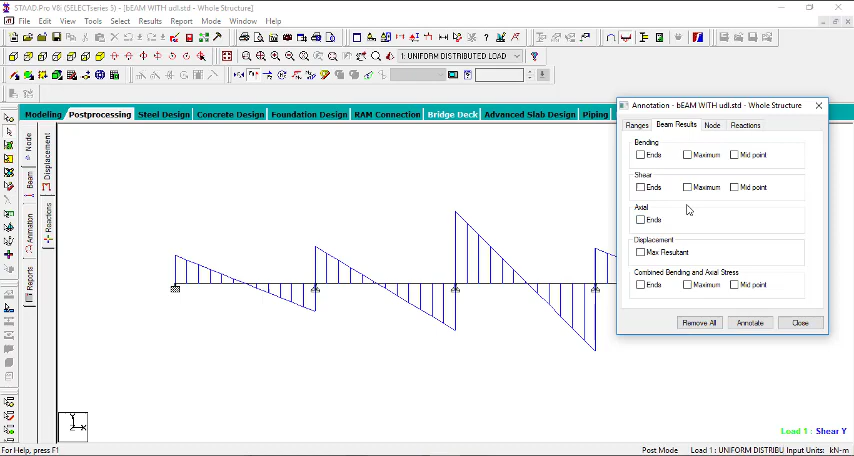 STAAD.Pro V8i (SELECTseries 5) - [bEAM WITH udl.std - Whole Structure]
File Edit View Tools Select Results Report Mode Window Help
1: UNIFORM DISTRIBUTED LOAD
Modeling Postprocessing Steel Design Concrete Design Foundation Design RAM Connection Bridge Deck Advanced Slab Design Piping
Node
Beam
Animation
Reports
Displacement
Reactions
Annotation - bEAM WITH udl.std - Whole Structure
Ranges Beam Results Node Reactions
Bending
Ends Maximum Mid point
Shear
Ends Maximum Mid point
Axial
Ends
Displacement
Max Resultant
Combined Bending and Axial Stress
Ends Maximum Mid point
Remove All Annotate Close
Y
X
Load 1 : Shear Y
For Help, press F1
Post Mode Load 1 : UNIFORM DISTRIBU Input Units: kN-m